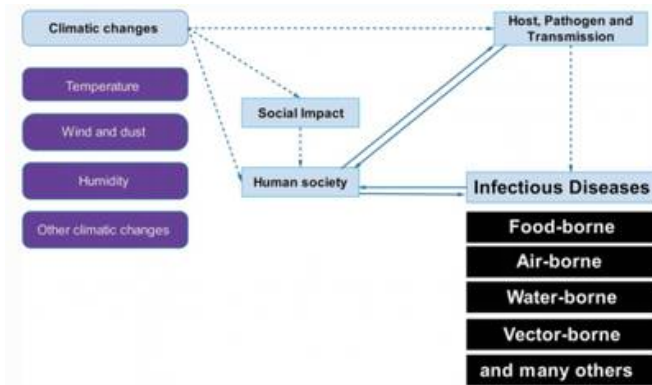 Climatic changes
Host, Pathogen and
Transmission
Temperature
Social Impact
Wind and dust
Humidity
Human society
Infectious Diseases
Other climatic changes
Food-borne
Air-borne
Water-borne
Vector-borne
and many others